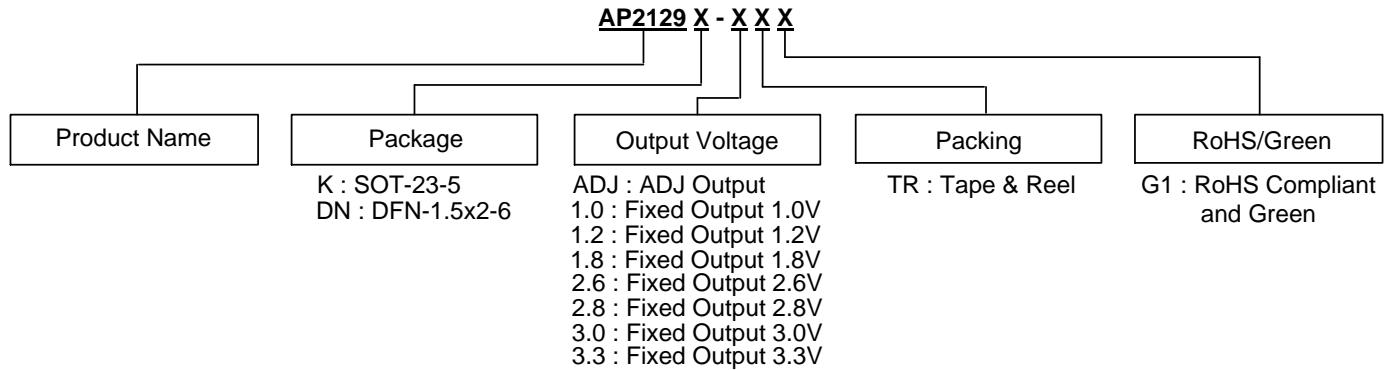 AP2129 X - X X X
Product Name
Package
Output Voltage
Packing
RoHS/Green
K : SOT-23-5
DN : DFN-1.5x2-6
ADJ : ADJ Output
1.0 : Fixed Output 1.0V
1.2 : Fixed Output 1.2V
1.8 : Fixed Output 1.8V
2.6 : Fixed Output 2.6V
2.8 : Fixed Output 2.8V
3.0 : Fixed Output 3.0V
3.3 : Fixed Output 3.3V
TR : Tape & Reel
G1 : RoHS Compliant
and Green